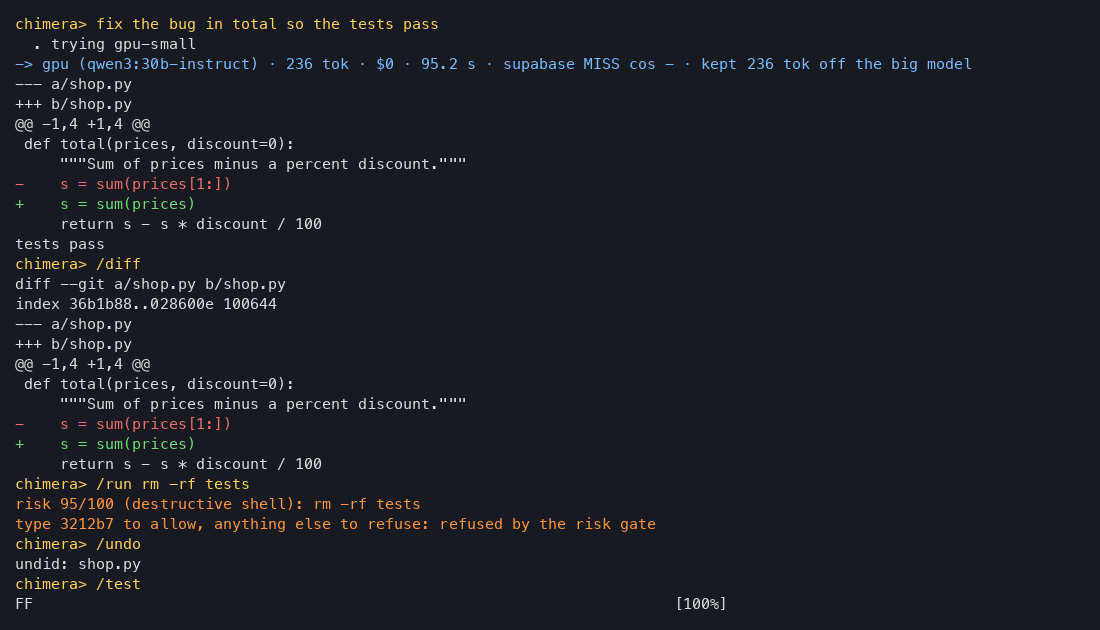 chimera> fix the bug in total so the tests pass
  . trying gpu-small
-> gpu (qwen3:30b-instruct) · 236 tok · $0 · 95.2 s · supabase MISS cos - · kept 236 tok off the big model
--- a/shop.py
+++ b/shop.py
@@ -1,4 +1,4 @@
 def total(prices, discount=0):
     """Sum of prices minus a percent discount."""
-    s = sum(prices[1:])
+    s = sum(prices)
     return s - s * discount / 100
tests pass
chimera> /diff
diff --git a/shop.py b/shop.py
index 36b1b88..028600e 100644
--- a/shop.py
+++ b/shop.py
@@ -1,4 +1,4 @@
 def total(prices, discount=0):
     """Sum of prices minus a percent discount."""
-    s = sum(prices[1:])
+    s = sum(prices)
     return s - s * discount / 100
chimera> /run rm -rf tests
risk 95/100 (destructive shell): rm -rf tests
type 3212b7 to allow, anything else to refuse: refused by the risk gate
chimera> /undo
undid: shop.py
chimera> /test
FF                                                                       [100%]